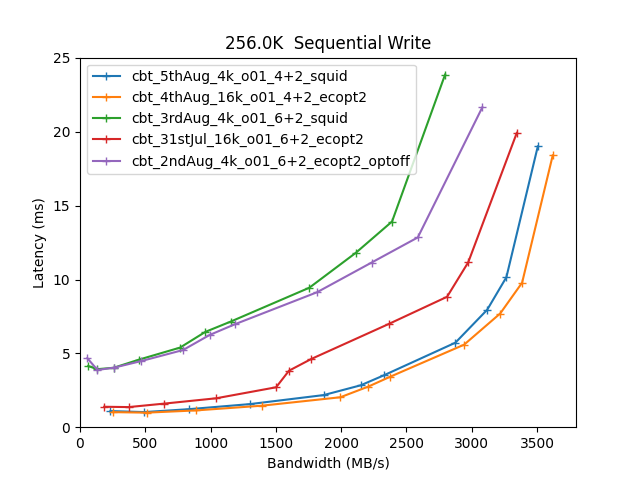 256.0K  Sequential Write
25
20
15
10
5
0
Latency (ms)
cbt_5thAug_4k_o01_4+2_squid
cbt_4thAug_16k_o01_4+2_ecopt2
cbt_3rdAug_4k_o01_6+2_squid
cbt_31stJul_16k_o01_6+2_ecopt2
cbt_2ndAug_4k_o01_6+2_ecopt2_optoff
0 500 1000 1500 2000 2500 3000 3500
Bandwidth (MB/s)